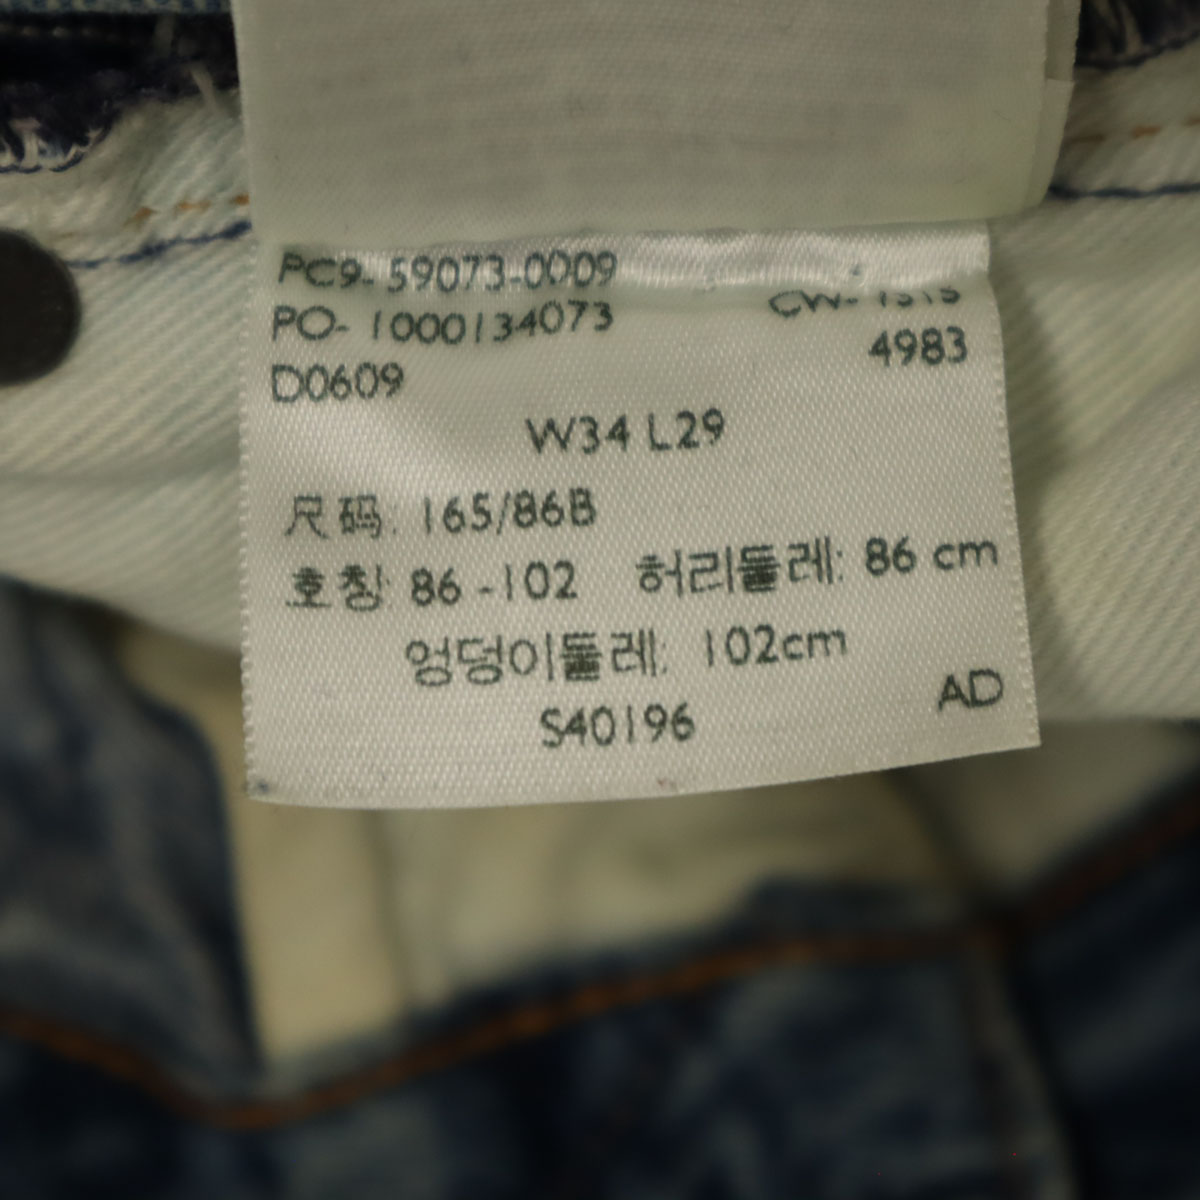 PC9- 59073-0009
PO- 1000134073
D0609
4983
W34 L29
尺码: 165/86B
호칭: 86 -102 허리둘레: 86 cm
엉덩이둘레: 102cm
S40196
AD